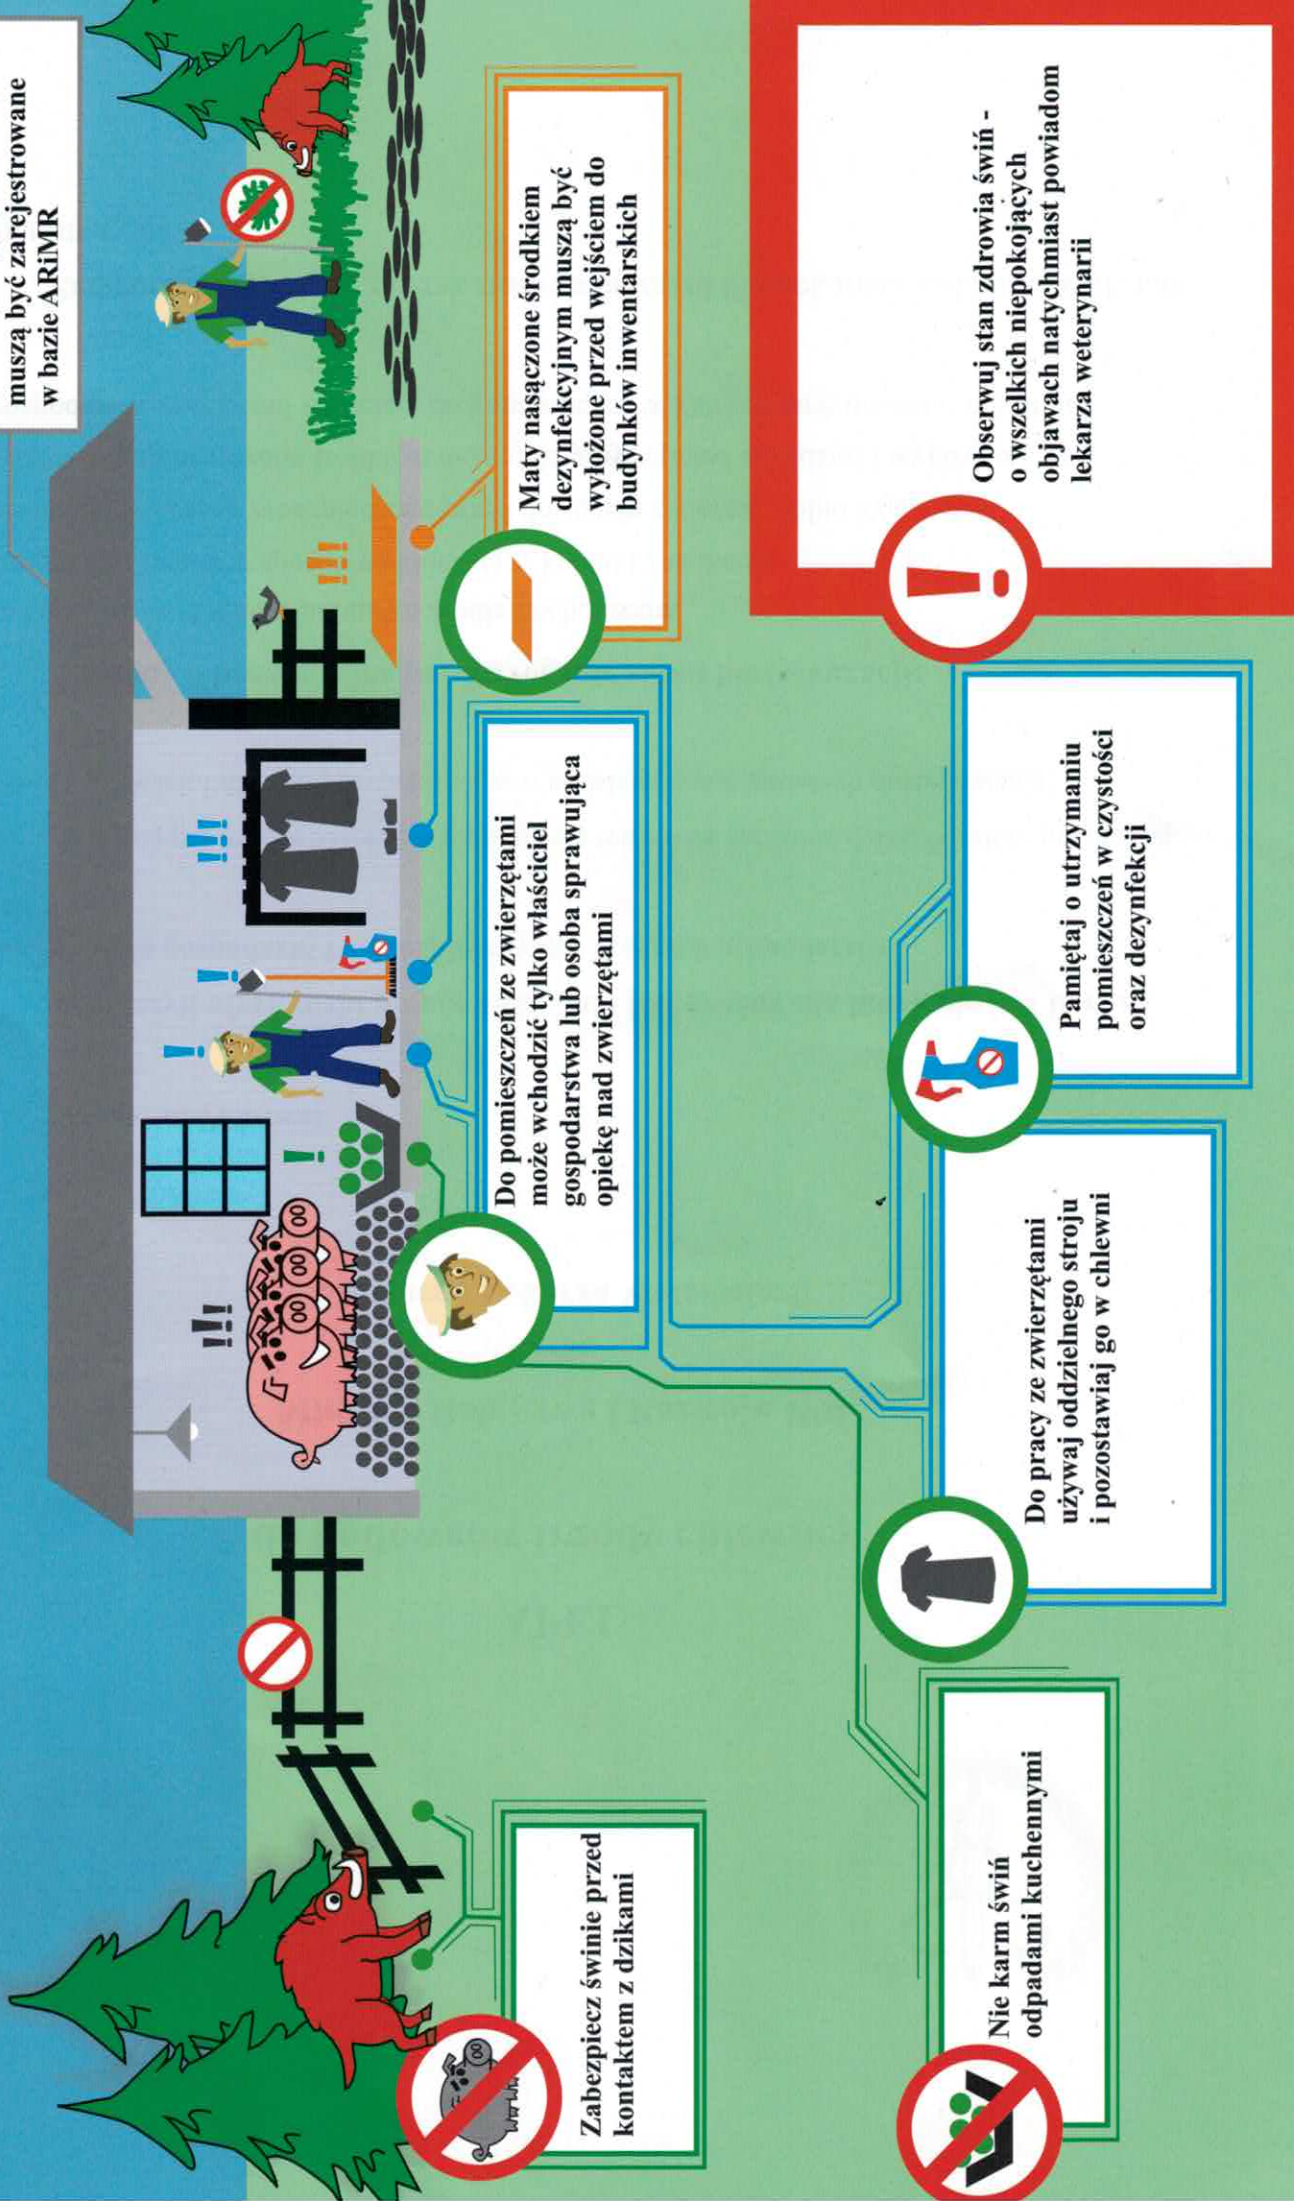 muszą być zarejestrowane
w bazie ARiMR
Zabezpiecz świnie przed
kontaktem z dzikami
Do pomieszczeń ze zwierzętami
może wchodzić tylko właściciel
gospodarstwa lub osoba sprawująca
opiekę nad zwierzętami
Maty nasączone środkiem
dezynfekcyjnym muszą być
wyłożone przed wejściem do
budynków inwentarskich
Nie karm świń
odpadami kuchennymi
Do pracy ze zwierzętami
używaj oddzielnego stroju
i pozostawiaj go w chlewni
Pamiętaj o utrzymaniu
pomieszczeń w czystości
oraz dezynfekcji
Obserwuj stan zdrowia świń -
o wszelkich niepokojących
objawach natychmiast powiadom
lekarza weterynarii